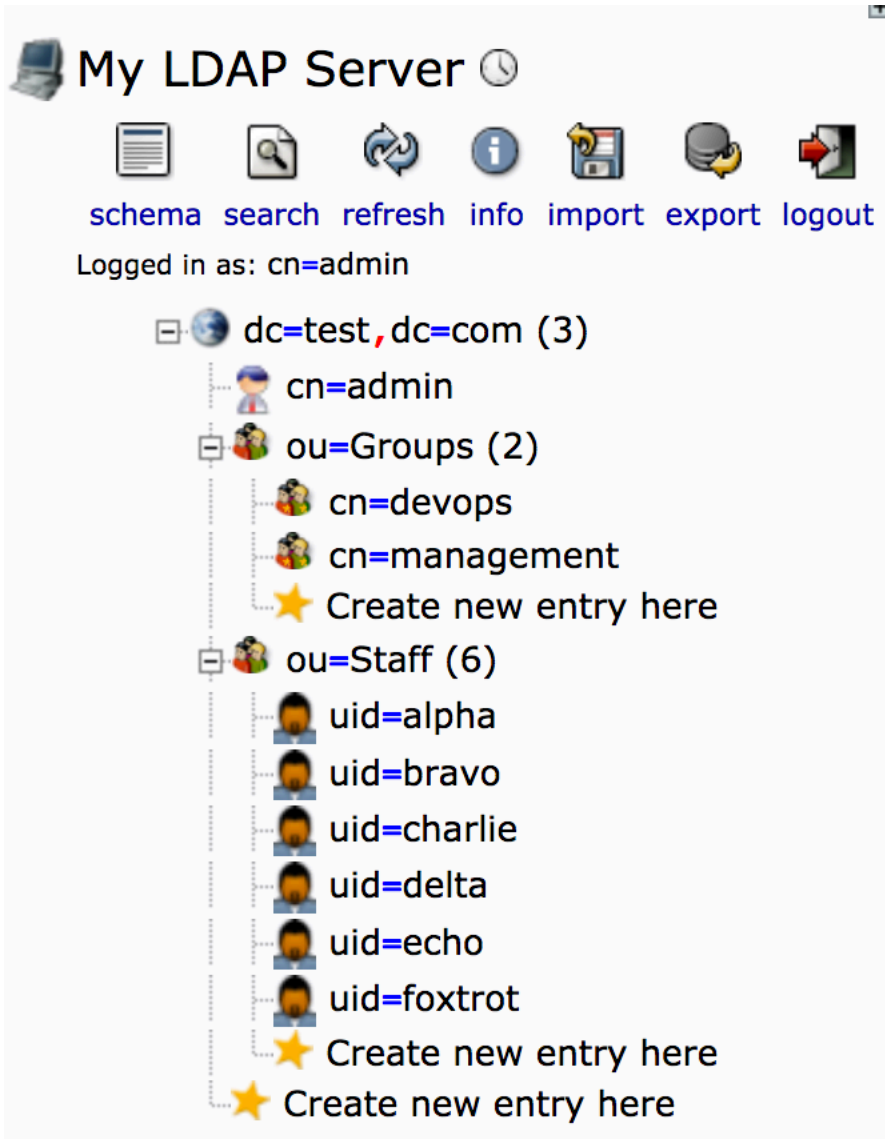 My LDAP Server
schema search refresh info import export logout
Logged in as: cn=admin
dc=test,dc=com (3)
cn=admin
ou=Groups (2)
cn=devops
cn=management
Create new entry here
ou=Staff (6)
uid=alpha
uid=bravo
uid=charlie
uid=delta
uid=echo
uid=foxtrot
Create new entry here
Create new entry here